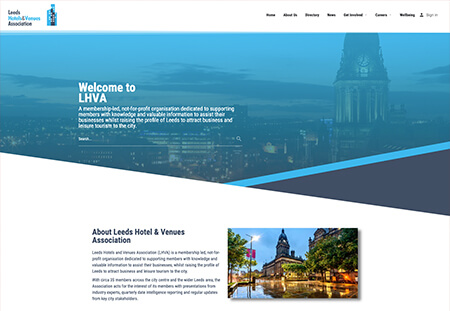 Leeds
Hotels&Venues
Association
Home About Us Directory News Get Involved Careers Wellbeing Sign In
Welcome to
LHVA
A membership-led, not-for-profit organisation dedicated to supporting
members with knowledge and valuable information to assist their
businesses whilst raising the profile of Leeds to attract business and
leisure tourism to the city.
Search...
About Leeds Hotel & Venues
Association
Leeds Hotels and Venues Association (LHVA) is a membership led, not-for-
profit organisation dedicated to supporting members with knowledge and
valuable information to assist their businesses, whilst raising the profile of
Leeds to attract business and leisure tourism to the city.
With circa 35 members across the city centre and the wider Leeds area, the
Association acts for the interest of its members with presentations from
industry experts, quarterly date intelligence reporting and regular updates
from key city stakeholders.